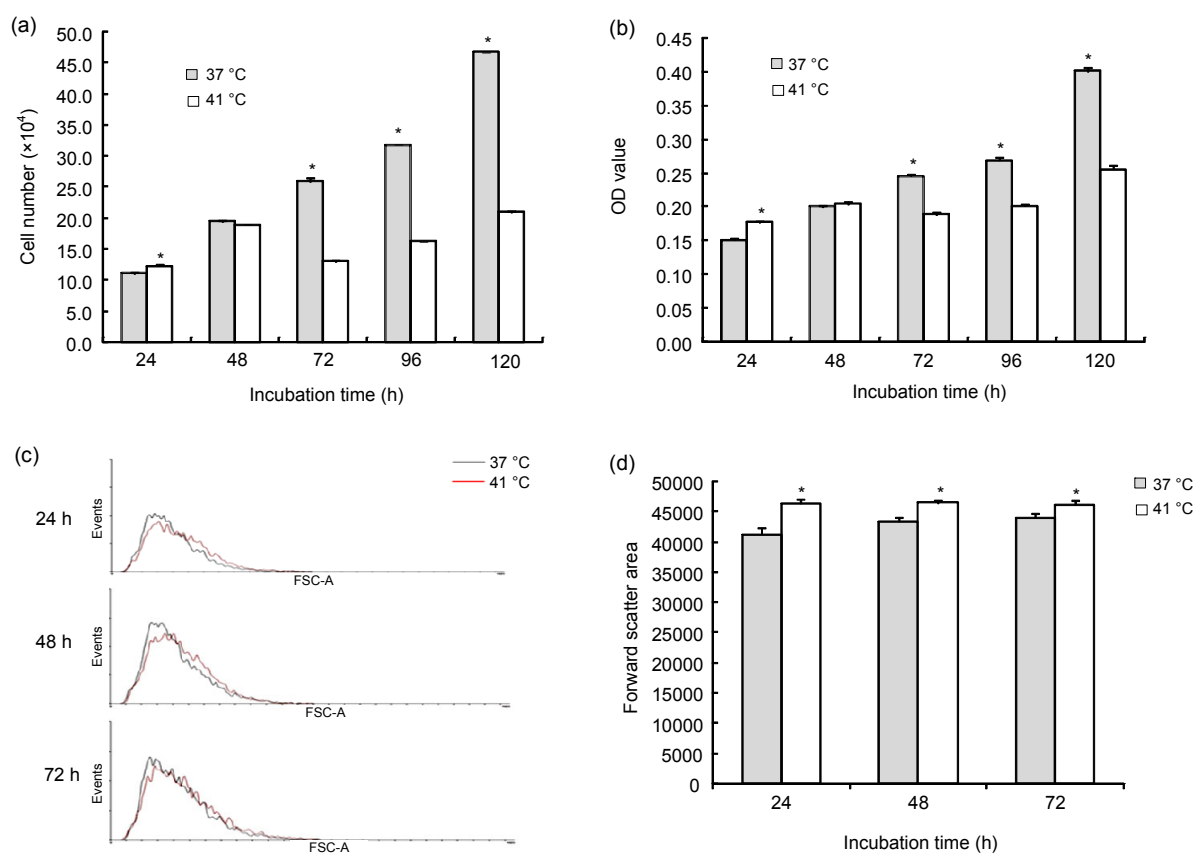 (a)
50.0
45.0
40.0
35.0
30.0
25.0
20.0
15.0
10.0
5.0
0.0
Cell number (×10⁴)
37 °C
41 °C
*
*
*
*
24 48 72 96 120
Incubation time (h)
(b)
0.45
0.40
0.35
0.30
0.25
0.20
0.15
0.10
0.05
0.00
OD value
37 °C
41 °C
*
*
*
*
24 48 72 96 120
Incubation time (h)
(c)
37 °C
41 °C
24 h
Events
FSC-A
48 h
Events
FSC-A
72 h
Events
FSC-A
(d)
37 °C
41 °C
50000
45000
40000
35000
30000
25000
20000
15000
10000
5000
0
Forward scatter area
* * *
24 48 72
Incubation time (h)